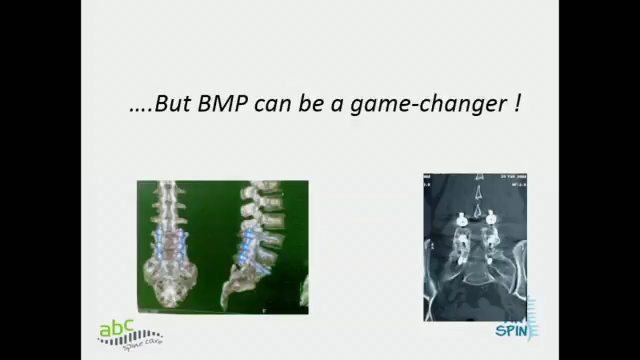 ....But BMP can be a game-changer !
abc
spine care
SPINE